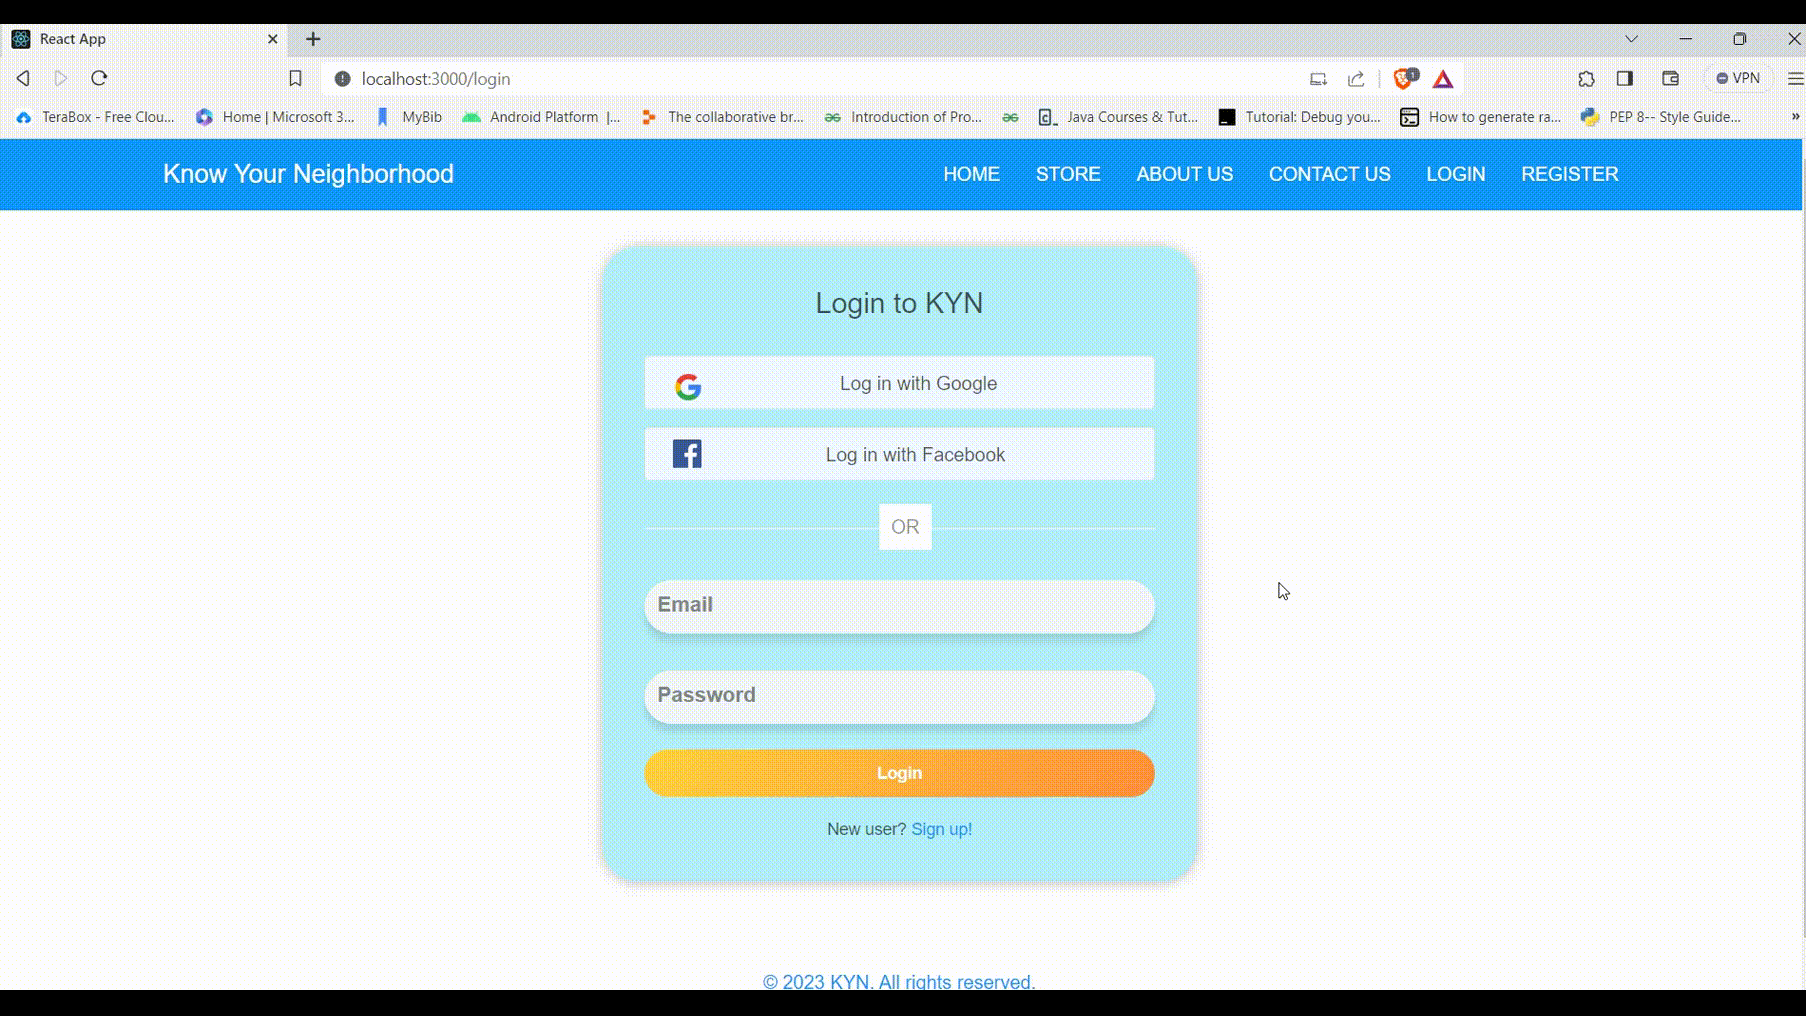 React App
localhost:3000/login
1
VPN
TeraBox - Free Clou...
Home | Microsoft 3...
MyBib
Android Platform |...
The collaborative br...
Introduction of Pro...
Java Courses & Tut...
Tutorial: Debug you...
How to generate ra...
PEP 8-- Style Guide...
»
Know Your Neighborhood
HOME
STORE
ABOUT US
CONTACT US
LOGIN
REGISTER
Login to KYN
Log in with Google
Log in with Facebook
OR
Email
Password
Login
New user? Sign up!
© 2023 KYN. All rights reserved.